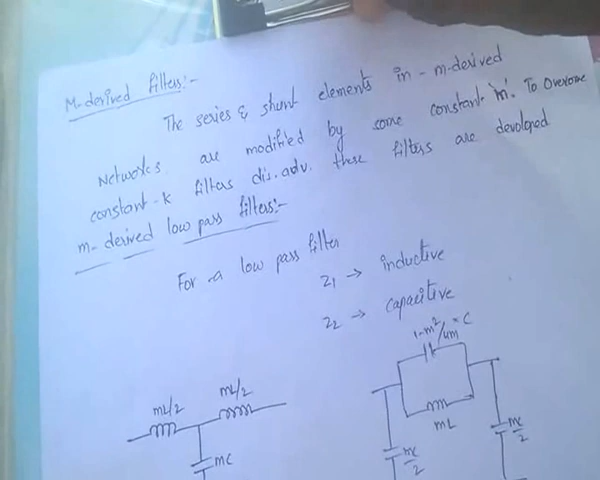 M-derived filters:-
The series & shunt elements in - m-derived
Networks are modified by some constant 'm'. To Overome
constant-k filters dis.adv. these filters are devoloped
m-derived low pass filters:-
For a low pass filter
Z1 → inductive
Z2 → capacitive
1-m²/4m × C
mL/2
mL/2
mL
mC
mc/2
mc/2